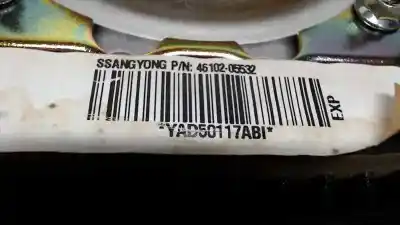 SSANGYONG P/N: 46102-05532
EXP
*YAD50117ABI*